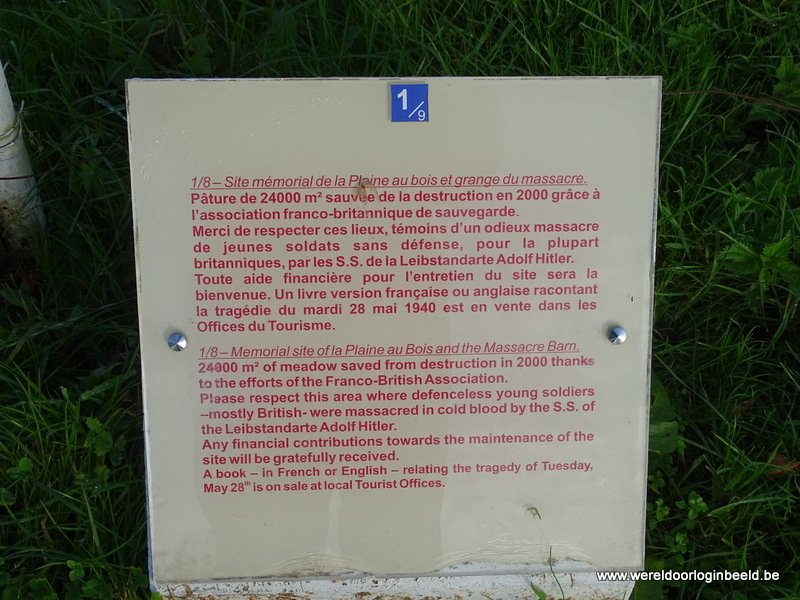 1/9
1/8 – Site mémorial de la Plaine au bois et grange du massacre.
Pâture de 24000 m² sauvée de la destruction en 2000 grâce à
l'association franco-britannique de sauvegarde.
Merci de respecter ces lieux, témoins d'un odieux massacre
de jeunes soldats sans défense, pour la plupart
britanniques, par les S.S. de la Leibstandarte Adolf Hitler.
Toute aide financière pour l'entretien du site sera la
bienvenue. Un livre version française ou anglaise racontant
la tragédie du mardi 28 mai 1940 est en vente dans les
Offices du Tourisme.
1/8 – Memorial site of la Plaine au Bois and the Massacre Barn.
24000 m² of meadow saved from destruction in 2000 thanks
to the efforts of the Franco-British Association.
Please respect this area where defenceless young soldiers
–mostly British- were massacred in cold blood by the S.S. of
the Leibstandarte Adolf Hitler.
Any financial contributions towards the maintenance of the
site will be gratefully received.
A book – in French or English – relating the tragedy of Tuesday,
May 28th is on sale at local Tourist Offices.
www.wereldoorloginbeeld.be